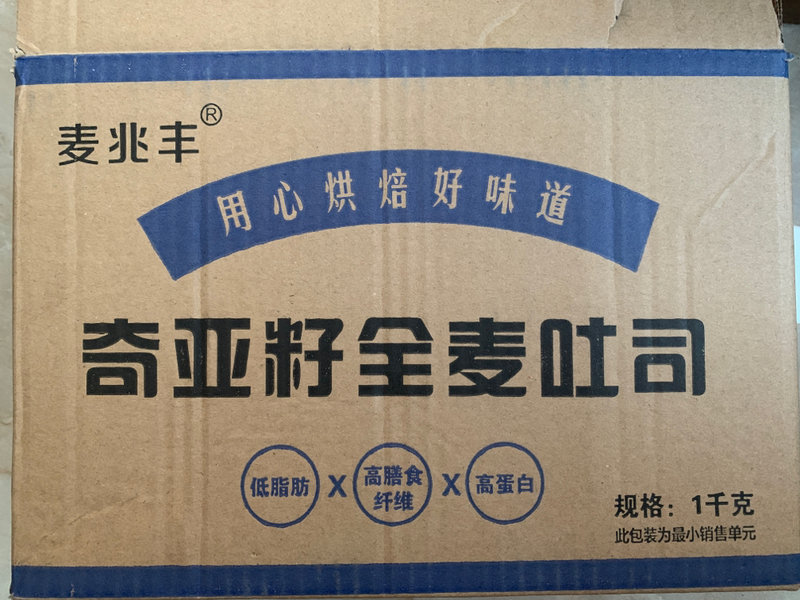 麦兆丰®
用心烘焙好味道
奇亚籽全麦吐司
低脂肪 X 高膳食纤维 X 高蛋白
规格：1千克
此包装为最小销售单元